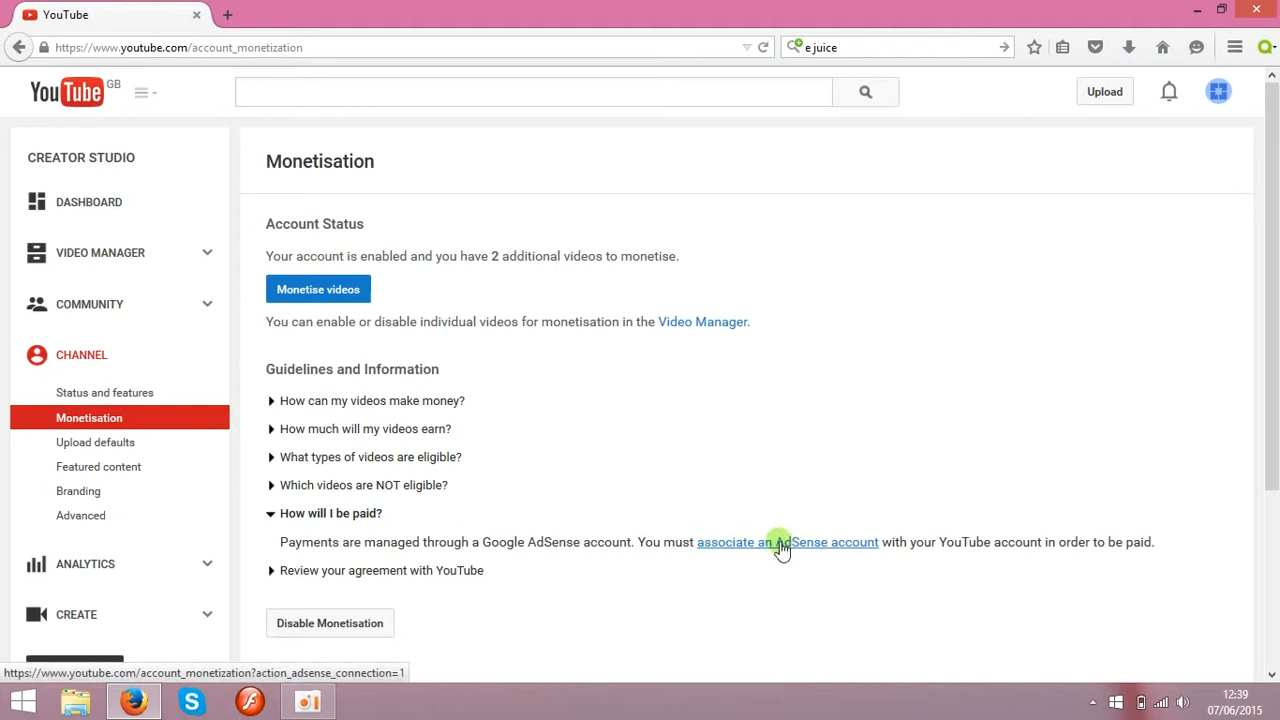 YouTube
https://www.youtube.com/account_monetization
e juice
YouTube GB
Upload
CREATOR STUDIO
DASHBOARD
VIDEO MANAGER
COMMUNITY
CHANNEL
Status and features
Monetisation
Upload defaults
Featured content
Branding
Advanced
ANALYTICS
CREATE
Monetisation
Account Status
Your account is enabled and you have 2 additional videos to monetise.
Monetise videos
You can enable or disable individual videos for monetisation in the Video Manager.
Guidelines and Information
How can my videos make money?
How much will my videos earn?
What types of videos are eligible?
Which videos are NOT eligible?
How will I be paid?
Payments are managed through a Google AdSense account. You must associate an AdSense account with your YouTube account in order to be paid.
Review your agreement with YouTube
Disable Monetisation
https://www.youtube.com/account_monetization?action_adsense_connection=1
12:39
07/06/2015